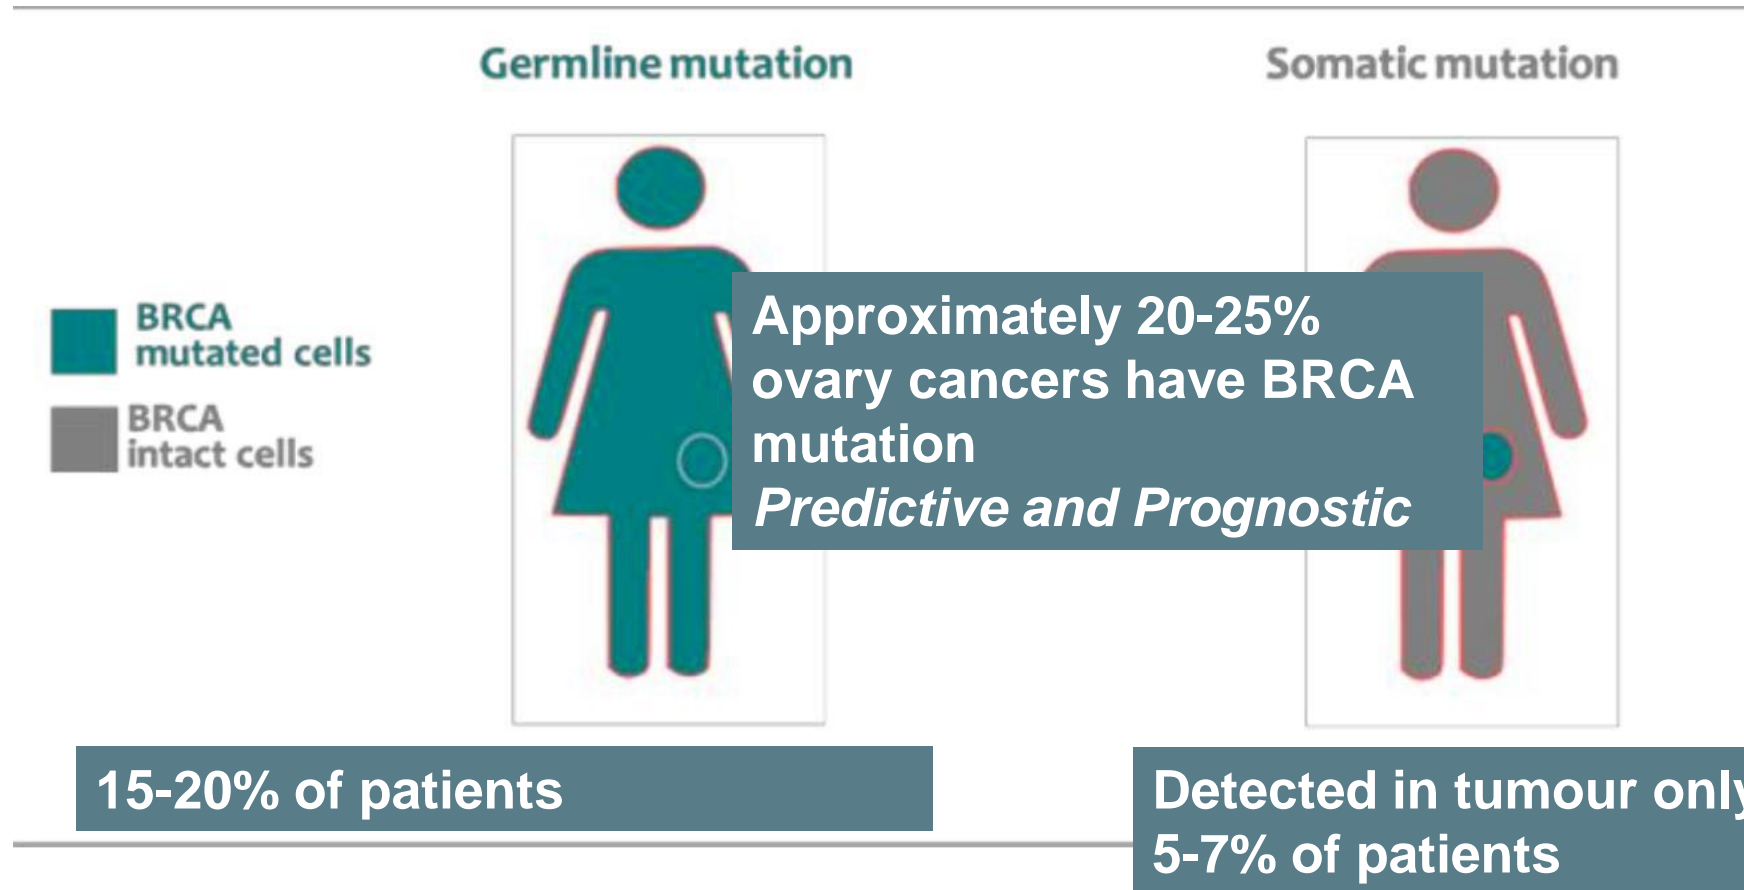 Germline mutation
Somatic mutation
BRCA
mutated cells
BRCA
intact cells
Approximately 20-25%
ovary cancers have BRCA
mutation
Predictive and Prognostic
15-20% of patients
Detected in tumour only
5-7% of patients